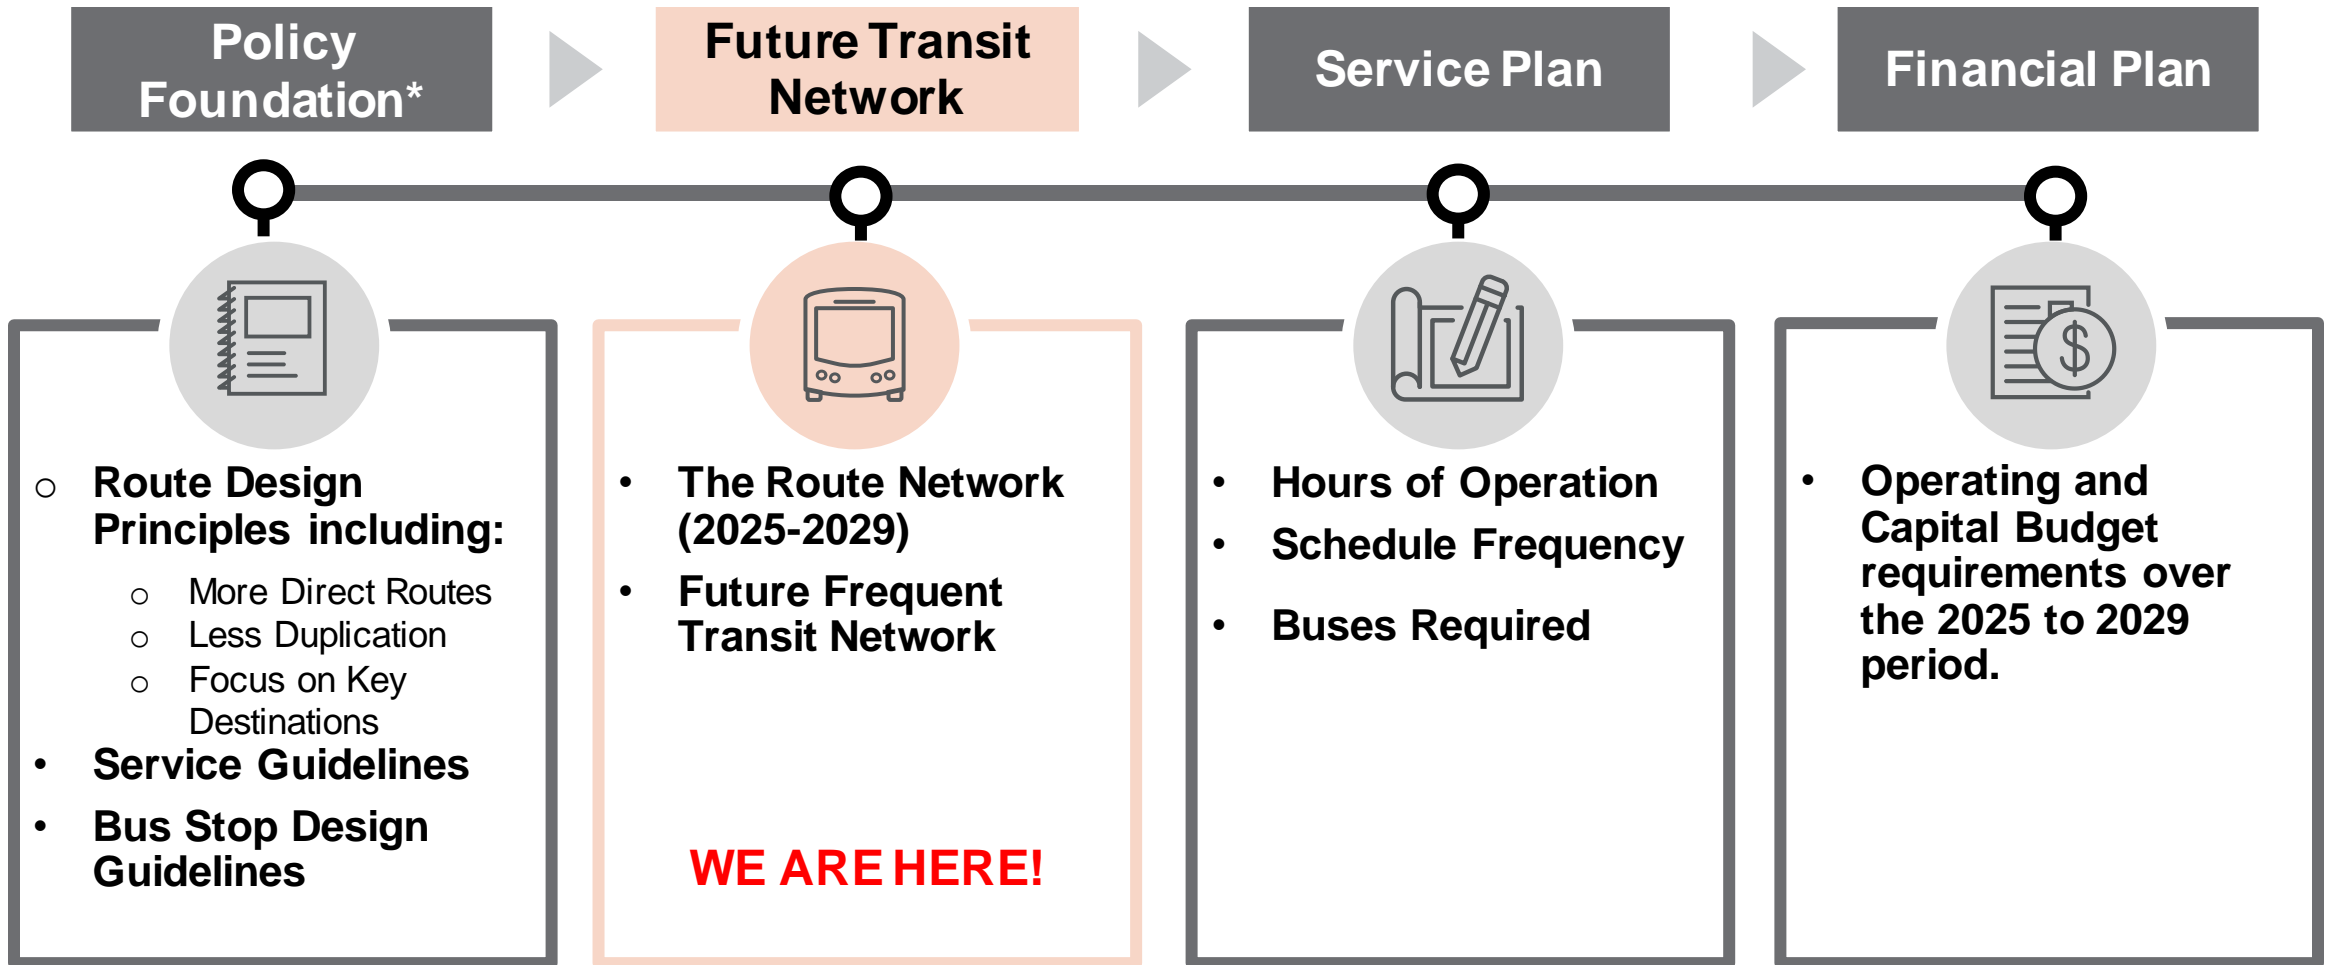 Policy
Foundation*
Future Transit
Network
Service Plan
Financial Plan
o Route Design
Principles including:
o More Direct Routes
o Less Duplication
o Focus on Key
Destinations
• Service Guidelines
• Bus Stop Design
Guidelines
• The Route Network
(2025-2029)
• Future Frequent
Transit Network
WE ARE HERE!
• Hours of Operation
• Schedule Frequency
• Buses Required
$
• Operating and
Capital Budget
requirements over
the 2025 to 2029
period.